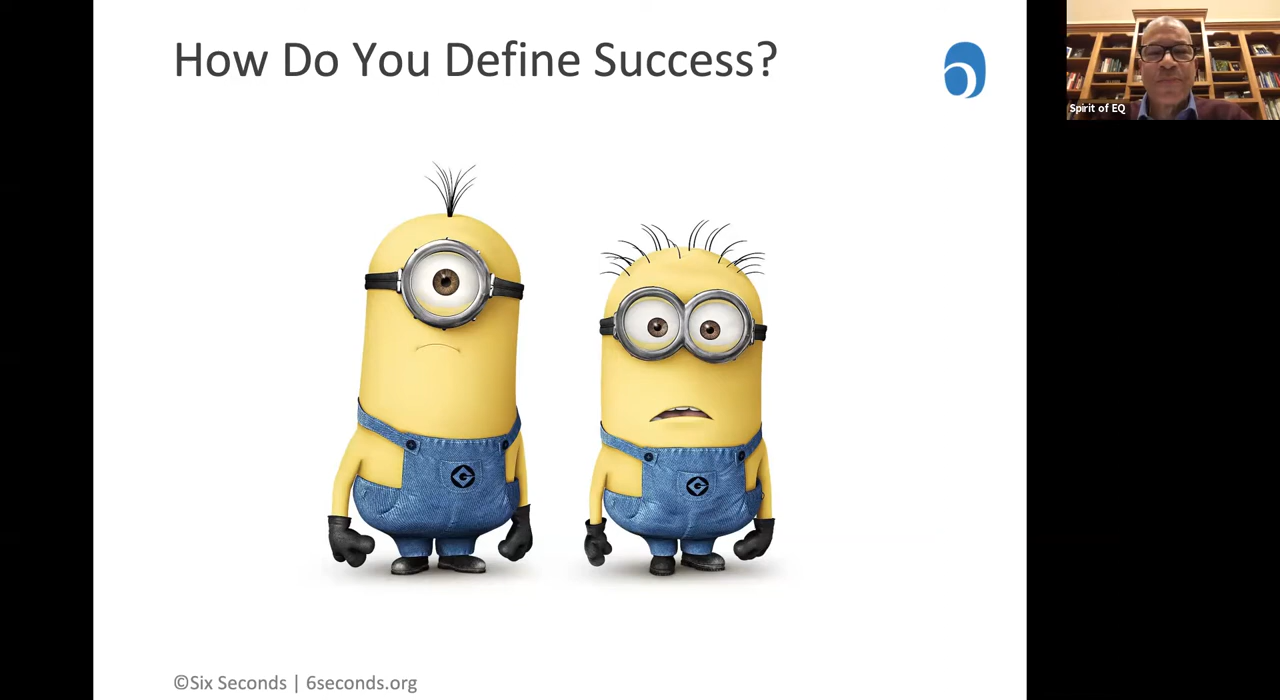 How Do You Define Success?
Spirit of EQ
©Six Seconds | 6seconds.org